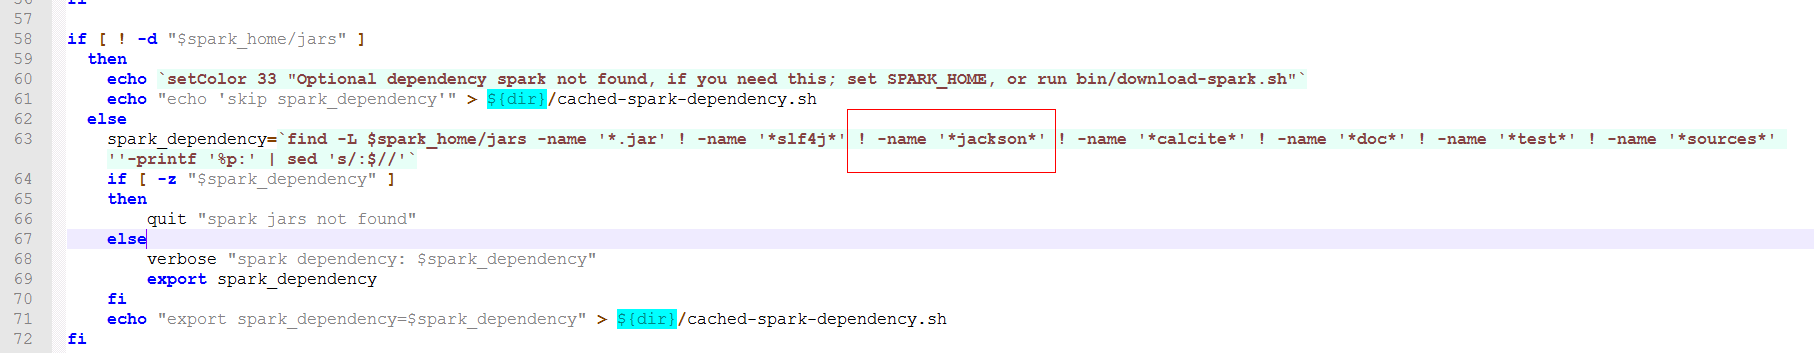 56 fi
57
58 if [ ! -d "$spark_home/jars" ]
59 then
60 echo `setColor 33 "Optional dependency spark not found, if you need this; set SPARK_HOME, or run bin/download-spark.sh"`
61 echo "echo 'skip spark_dependency'" > ${dir}/cached-spark-dependency.sh
62 else
63 spark_dependency=`find -L $spark_home/jars -name '*.jar' ! -name '*slf4j*' ! -name '*jackson*' ! -name '*calcite*' ! -name '*doc*' ! -name '*test*' ! -name '*sources*'
''-printf '%p:' | sed 's/:$//'`
64 if [ -z "$spark_dependency" ]
65 then
66 quit "spark jars not found"
67 else
68 verbose "spark dependency: $spark_dependency"
69 export spark_dependency
70 fi
71 echo "export spark_dependency=$spark_dependency" > ${dir}/cached-spark-dependency.sh
72 fi